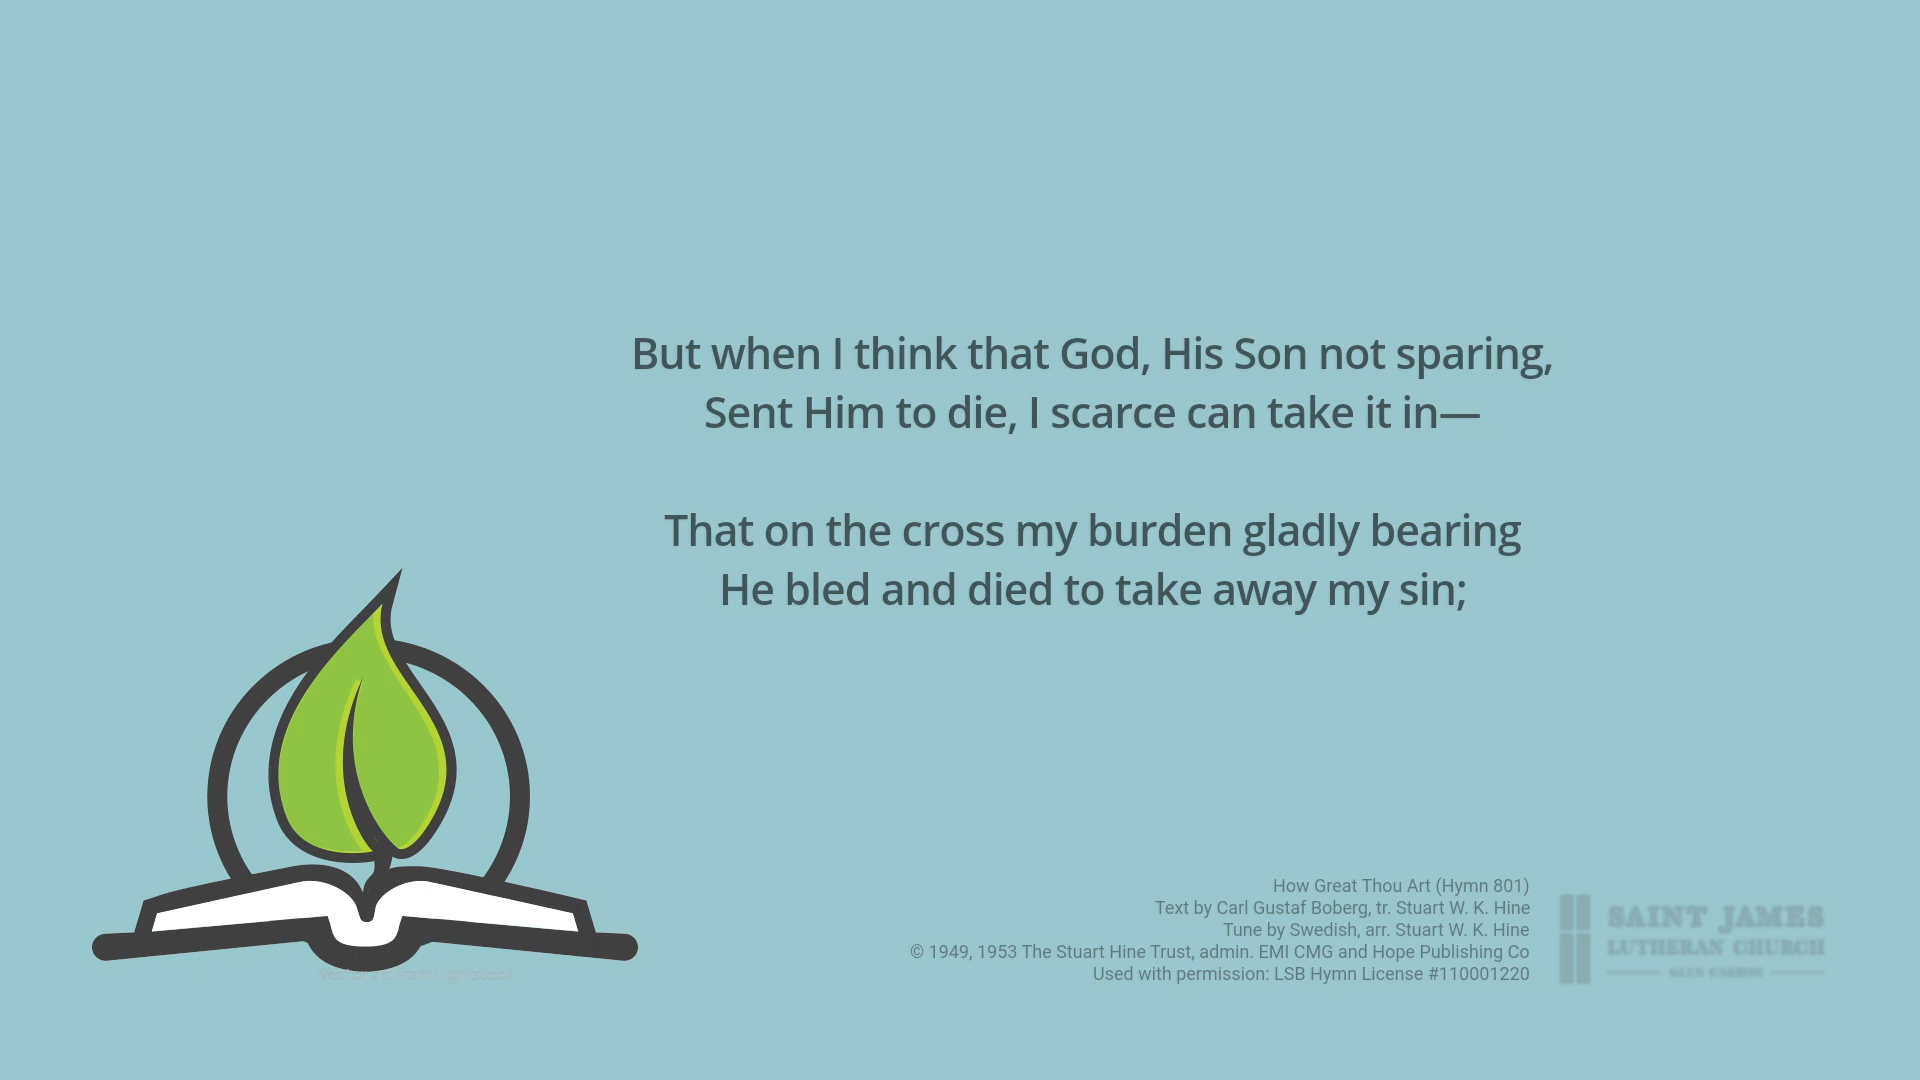 But when I think that God, His Son not sparing,
Sent Him to die, I scarce can take it in—
That on the cross my burden gladly bearing
He bled and died to take away my sin;
How Great Thou Art (Hymn 801)
Text by Carl Gustaf Boberg, tr. Stuart W. K. Hine
Tune by Swedish, arr. Stuart W. K. Hine
© 1949, 1953 The Stuart Hine Trust, admin. EMI CMG and Hope Publishing Co
Used with permission: LSB Hymn License #110001220
SAINT JAMES
LUTHERAN CHURCH
GLEN CARBON